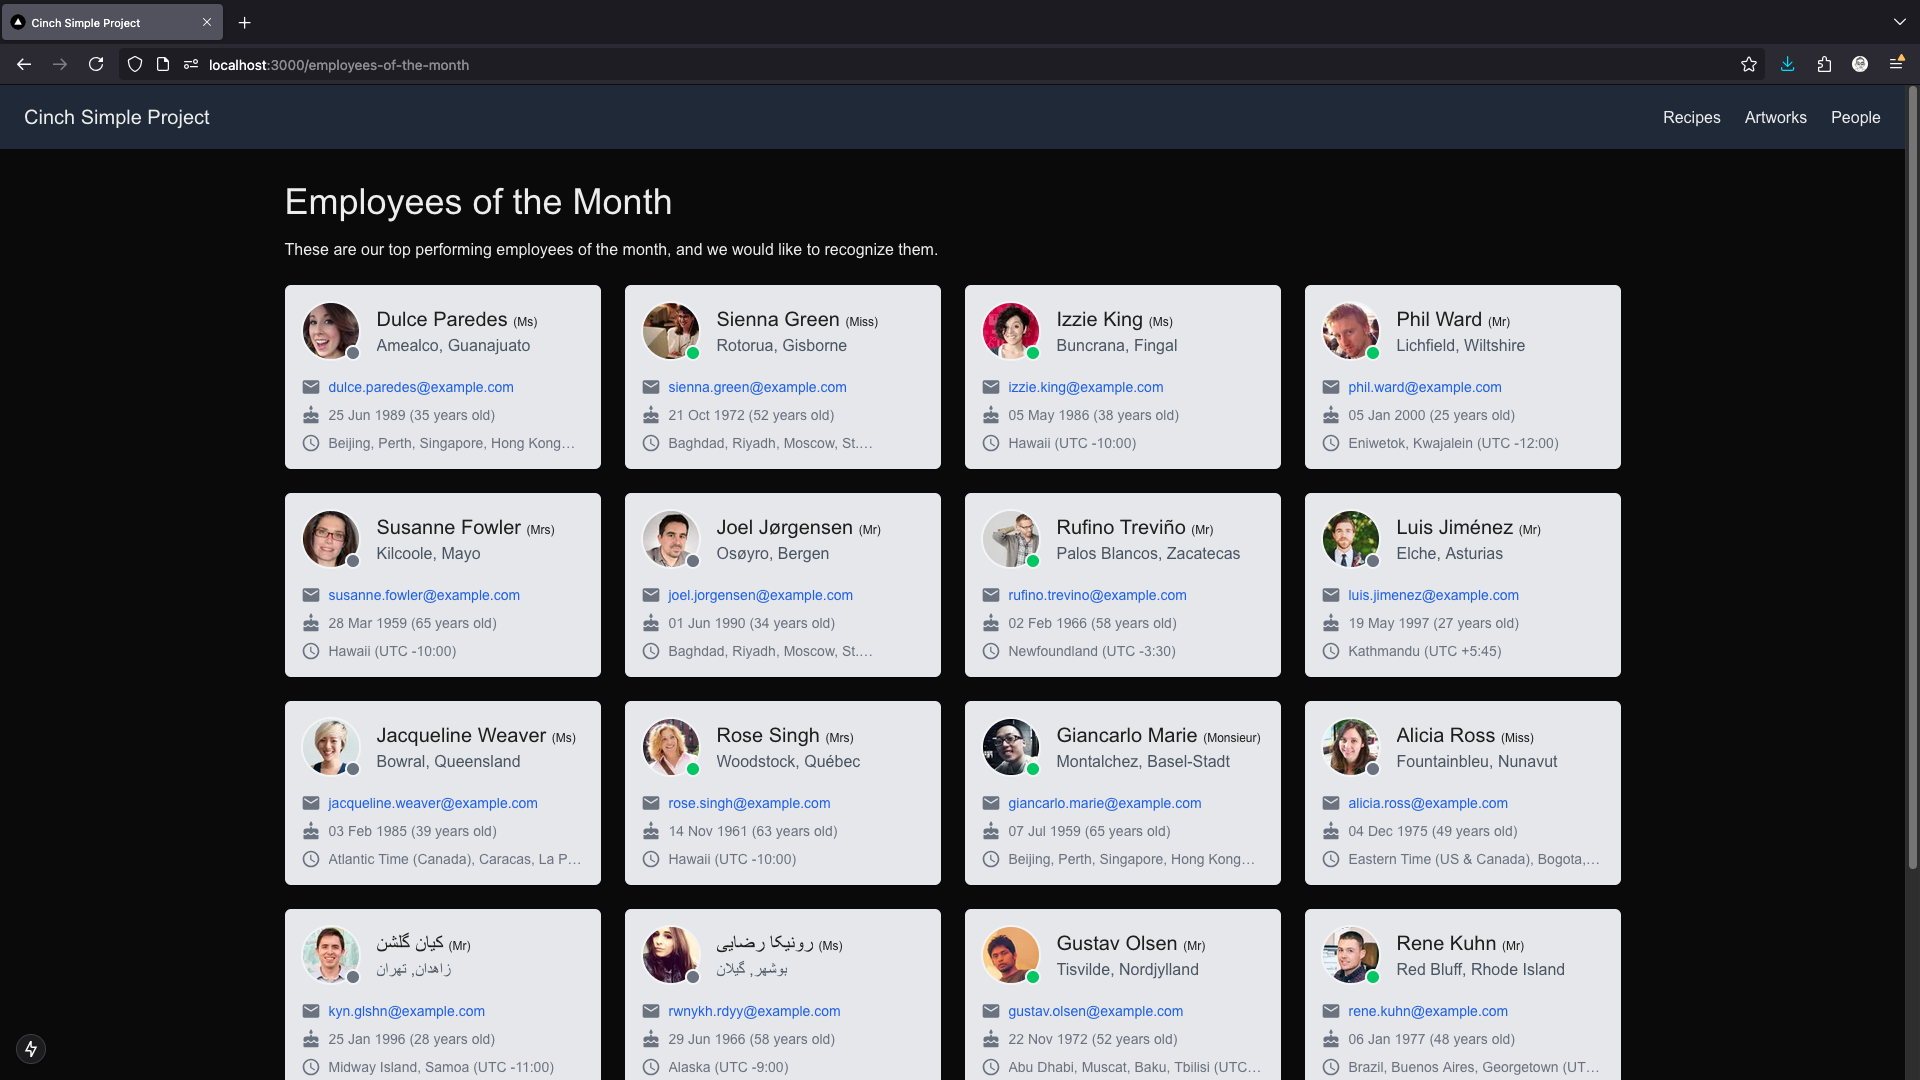 Cinch Simple Project
localhost:3000/employees-of-the-month
Cinch Simple Project
Recipes Artworks People
Employees of the Month
These are our top performing employees of the month, and we would like to recognize them.
Dulce Paredes (Ms)
Amealco, Guanajuato
dulce.paredes@example.com
25 Jun 1989 (35 years old)
Beijing, Perth, Singapore, Hong Kong…
Sienna Green (Miss)
Rotorua, Gisborne
sienna.green@example.com
21 Oct 1972 (52 years old)
Baghdad, Riyadh, Moscow, St.…
Izzie King (Ms)
Buncrana, Fingal
izzie.king@example.com
05 May 1986 (38 years old)
Hawaii (UTC -10:00)
Phil Ward (Mr)
Lichfield, Wiltshire
phil.ward@example.com
05 Jan 2000 (25 years old)
Eniwetok, Kwajalein (UTC -12:00)
Susanne Fowler (Mrs)
Kilcoole, Mayo
susanne.fowler@example.com
28 Mar 1959 (65 years old)
Hawaii (UTC -10:00)
Joel Jørgensen (Mr)
Osøyro, Bergen
joel.jorgensen@example.com
01 Jun 1990 (34 years old)
Baghdad, Riyadh, Moscow, St.…
Rufino Treviño (Mr)
Palos Blancos, Zacatecas
rufino.trevino@example.com
02 Feb 1966 (58 years old)
Newfoundland (UTC -3:30)
Luis Jiménez (Mr)
Elche, Asturias
luis.jimenez@example.com
19 May 1997 (27 years old)
Kathmandu (UTC +5:45)
Jacqueline Weaver (Ms)
Bowral, Queensland
jacqueline.weaver@example.com
03 Feb 1985 (39 years old)
Atlantic Time (Canada), Caracas, La P…
Rose Singh (Mrs)
Woodstock, Québec
rose.singh@example.com
14 Nov 1961 (63 years old)
Hawaii (UTC -10:00)
Giancarlo Marie (Monsieur)
Montalchez, Basel-Stadt
giancarlo.marie@example.com
07 Jul 1959 (65 years old)
Beijing, Perth, Singapore, Hong Kong…
Alicia Ross (Miss)
Fountainbleu, Nunavut
alicia.ross@example.com
04 Dec 1975 (49 years old)
Eastern Time (US & Canada), Bogota,…
کیان گلشن (Mr)
زاهدان, تهران
kyn.glshn@example.com
25 Jan 1996 (28 years old)
Midway Island, Samoa (UTC -11:00)
رونیکا رضایی (Ms)
بوشهر, گیلان
rwnykh.rdyy@example.com
29 Jun 1966 (58 years old)
Alaska (UTC -9:00)
Gustav Olsen (Mr)
Tisvilde, Nordjylland
gustav.olsen@example.com
22 Nov 1972 (52 years old)
Abu Dhabi, Muscat, Baku, Tbilisi (UTC…
Rene Kuhn (Mr)
Red Bluff, Rhode Island
rene.kuhn@example.com
06 Jan 1977 (48 years old)
Brazil, Buenos Aires, Georgetown (UT…